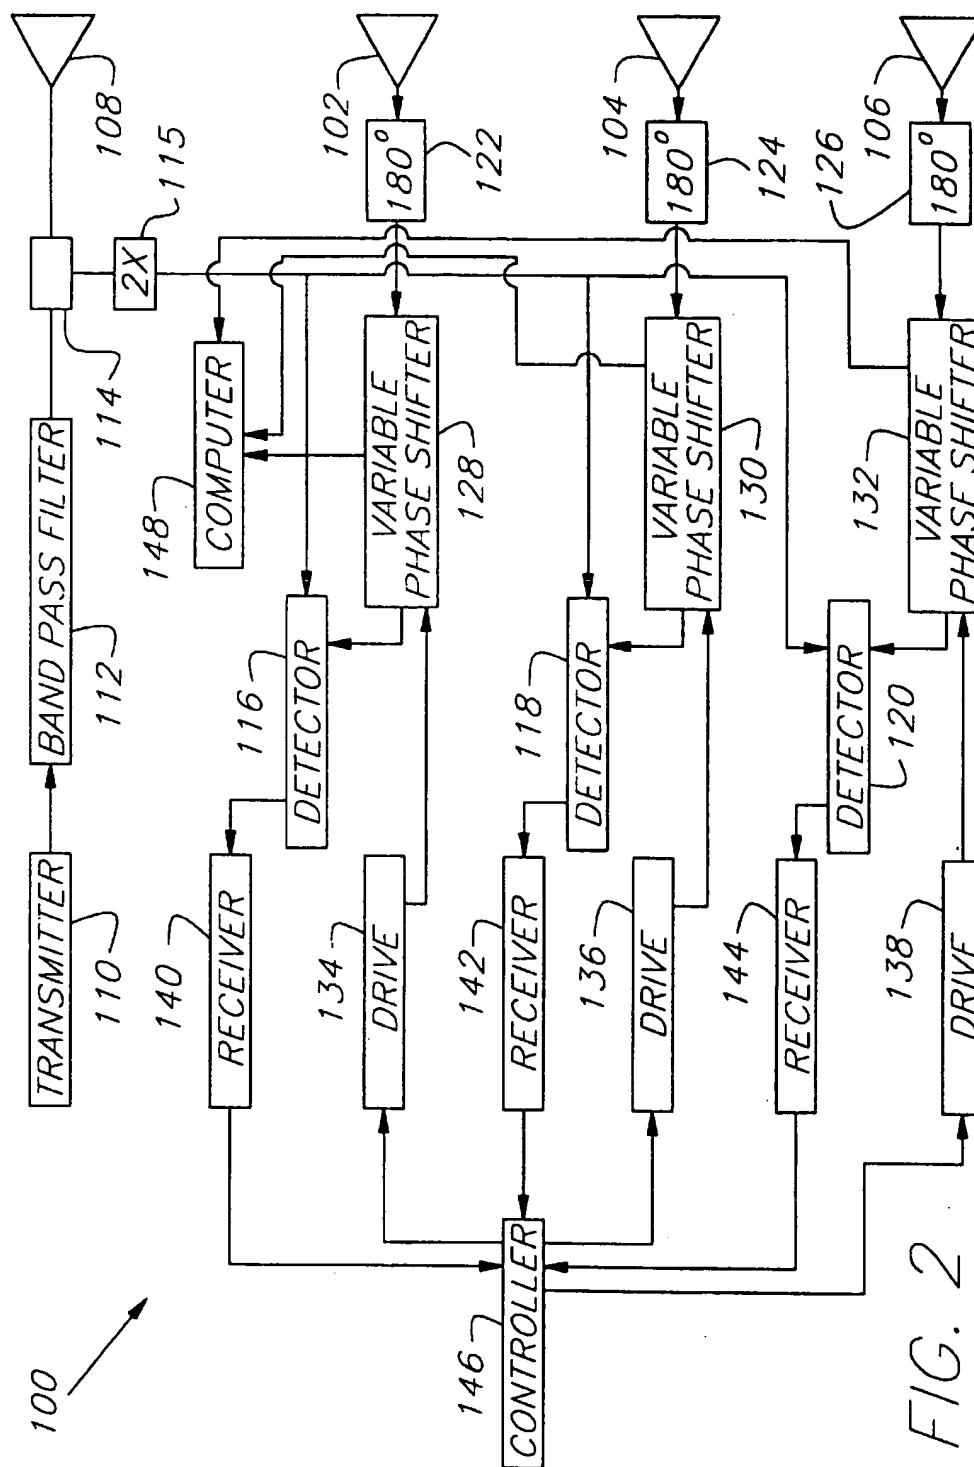 100
TRANSMITTER
110
BAND PASS FILTER
112
114
2X
115
108
140
RECEIVER
116
DETECTOR
148
COMPUTER
134
DRIVE
VARIABLE
PHASE SHIFTER
128
180°
122
102
146
CONTROLLER
142
RECEIVER
118
DETECTOR
136
DRIVE
VARIABLE
PHASE SHIFTER
130
180°
124
104
144
RECEIVER
DETECTOR
120
138
DRIVE
132
VARIABLE
PHASE SHIFTER
126
180°
106
FIG. 2